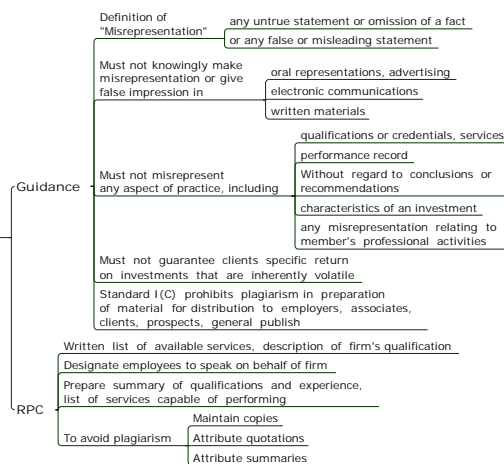 Definition of
"Misrepresentation"
any untrue statement or omission of a fact
or any false or misleading statement
Must not knowingly make
misrepresentation or give
false impression in
oral representations, advertising
electronic communications
written materials
Guidance
Must not misrepresent
any aspect of practice, including
qualifications or credentials, services
performance record
Without regard to conclusions or
recommendations
characteristics of an investment
any misrepresentation relating to
member's professional activities
Must not guarantee clients specific return
on investments that are inherently volatile
Standard I(C) prohibits plagiarism in preparation
of material for distribution to employers, associates,
clients, prospects, general publish
RPC
Written list of available services, description of firm's qualification
Designate employees to speak on behalf of firm
Prepare summary of qualifications and experience,
list of services capable of performing
To avoid plagiarism
Maintain copies
Attribute quotations
Attribute summaries